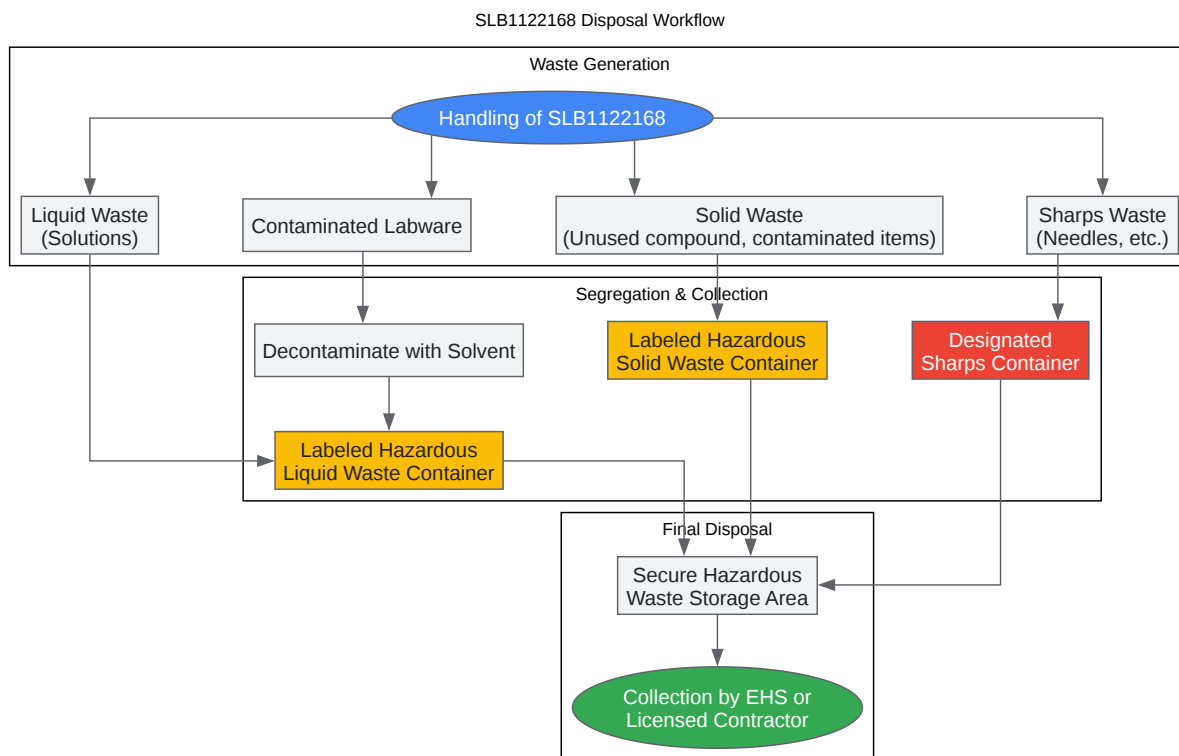 SLB1122168 Disposal Workflow
Waste Generation
Handling of SLB1122168
Liquid Waste
(Solutions)
Contaminated Labware
Solid Waste
(Unused compound, contaminated items)
Sharps Waste
(Needles, etc.)
Segregation & Collection
Decontaminate with Solvent
Labeled Hazardous
Solid Waste Container
Designated
Sharps Container
Labeled Hazardous
Liquid Waste Container
Final Disposal
Secure Hazardous
Waste Storage Area
Collection by EHS or
Licensed Contractor